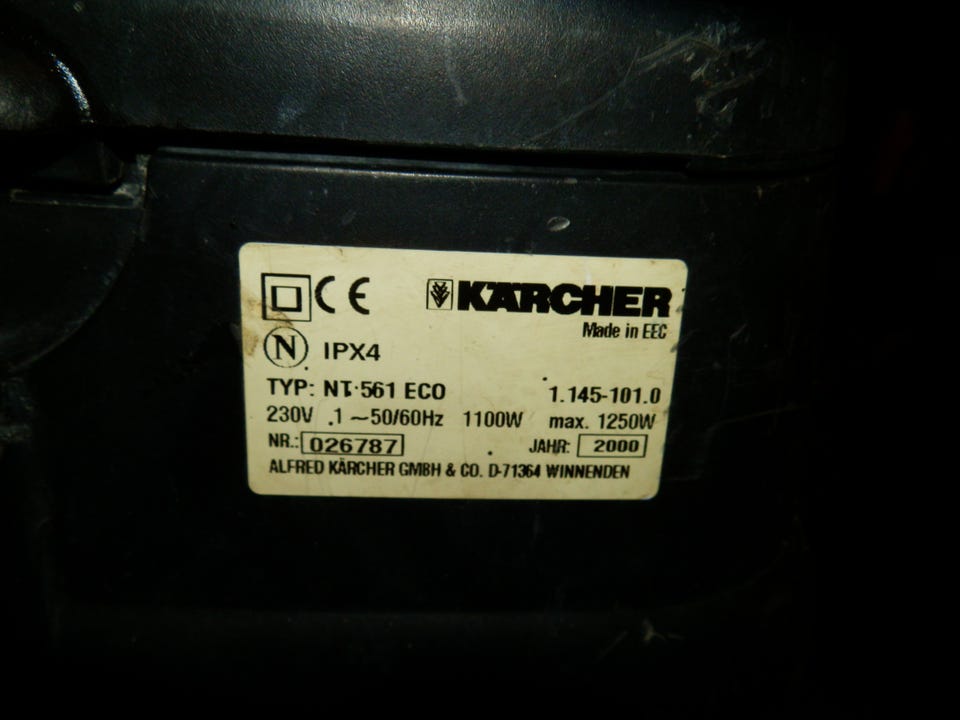 CE KÄRCHER
Made in EEC
N IPX4
TYP: NT 561 ECO 1.145-101.0
230V 1~50/60Hz 1100W max. 1250W
NR.: 026787 JAHR: 2000
ALFRED KÄRCHER GMBH & CO. D-71364 WINNENDEN